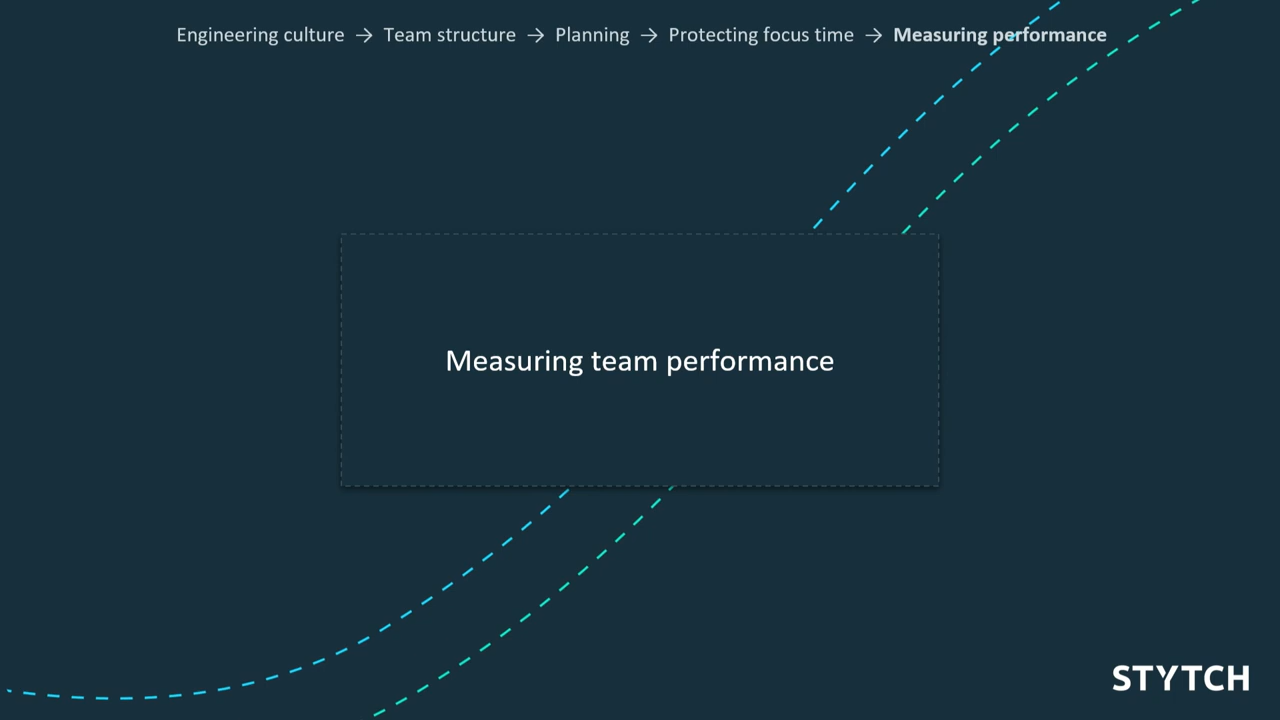 Engineering culture → Team structure → Planning → Protecting focus time → Measuring performance
Measuring team performance
STYTCH